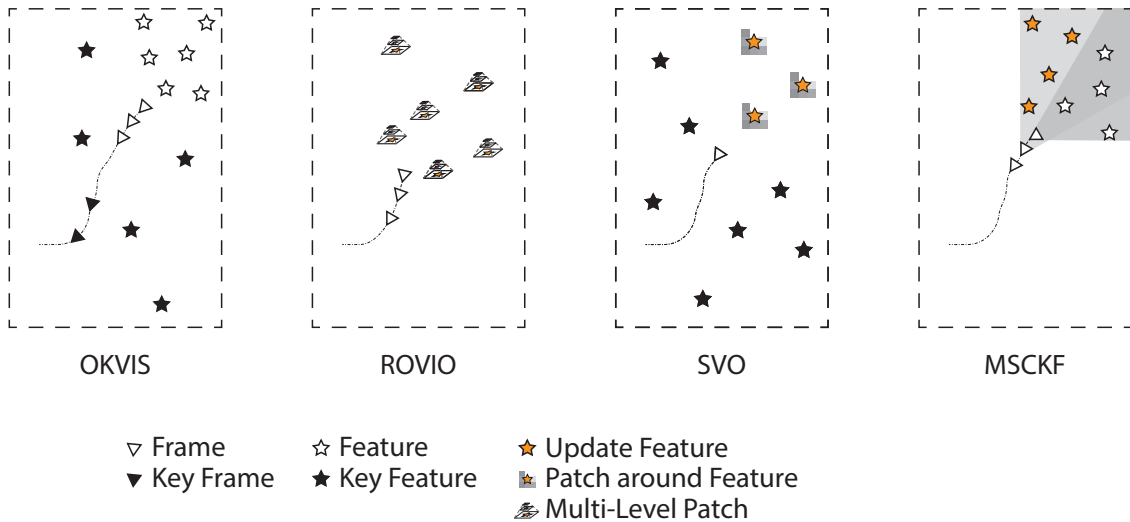 OKVIS
ROVIO
SVO
MSCKF
Frame
Feature
Update Feature
Key Frame
Key Feature
Patch around Feature
Multi-Level Patch